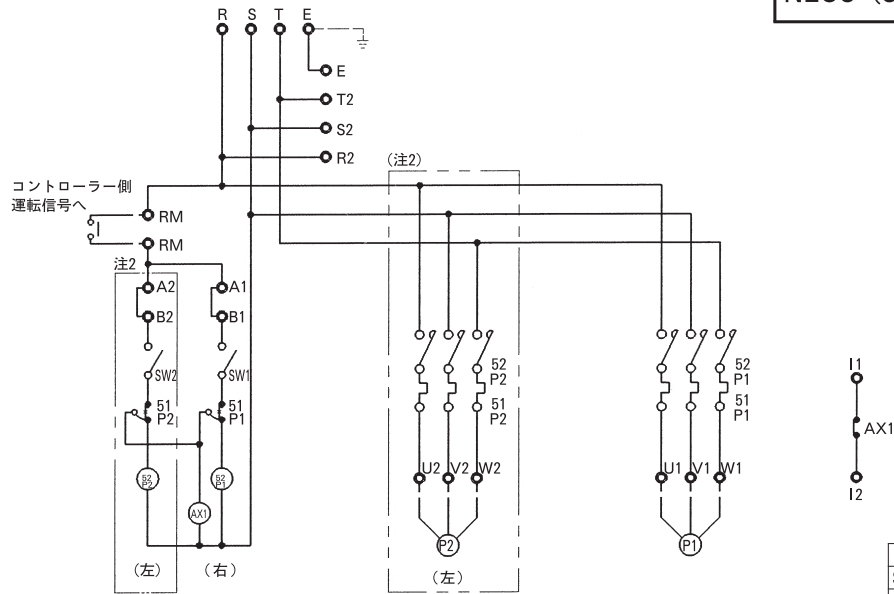 R S T E
E
T2
S2
R2
（注2）
コントローラー側
運転信号へ
RM
RM
注2
A2 A1
B2 B1
SW2 SW1
51 P2
51 P1
52 P2
52 P1
AX1
（左） （右）
52 P2
51 P2
U2 V2 W2
P2
（左）
52 P1
51 P1
U1 V1 W1
P1
I1
AX1
I2